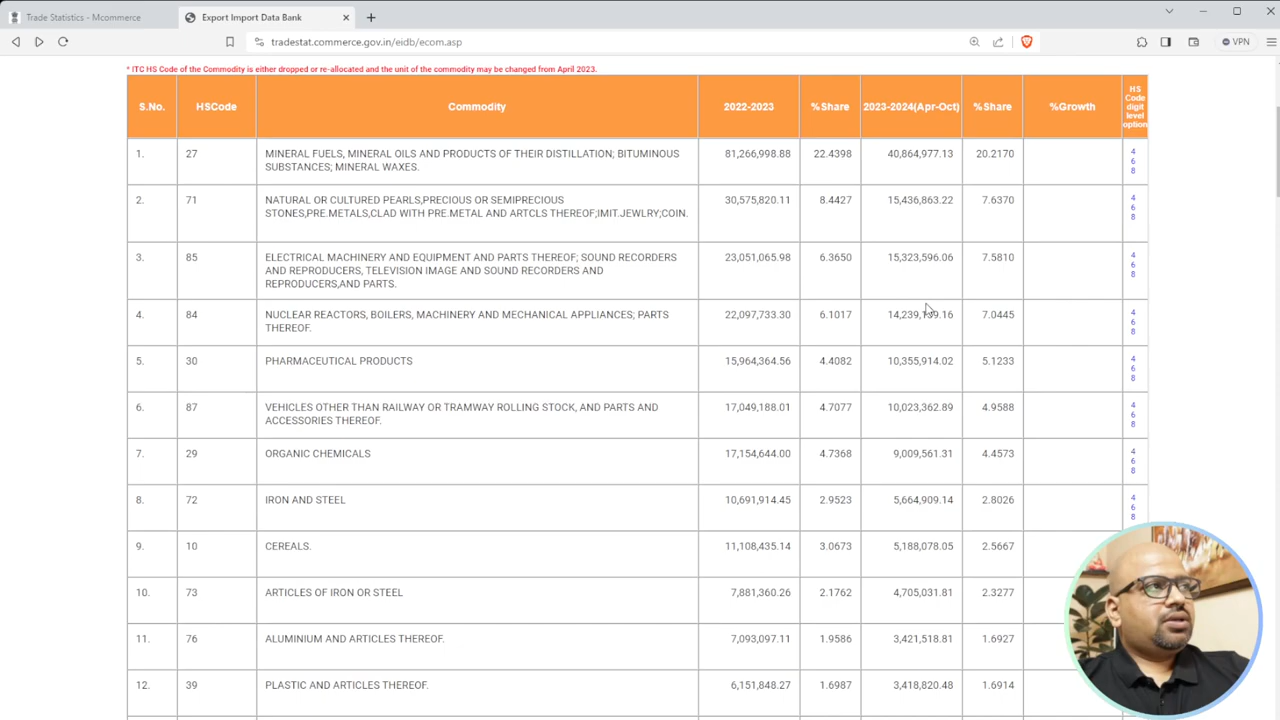 Trade Statistics - Mcommerce
Export Import Data Bank
tradestat.commerce.gov.in/eidb/ecom.asp
VPN
* ITC HS Code of the Commodity is either dropped or re-allocated and the unit of the commodity may be changed from April 2023.
S.No. HSCode Commodity 2022-2023 %Share 2023-2024(Apr-Oct) %Share %Growth HS Code digit level option
1. 27 MINERAL FUELS, MINERAL OILS AND PRODUCTS OF THEIR DISTILLATION; BITUMINOUS 81,266,998.88 22.4398 40,864,977.13 20.2170 4
SUBSTANCES; MINERAL WAXES. 6
8
2. 71 NATURAL OR CULTURED PEARLS,PRECIOUS OR SEMIPRECIOUS 30,575,820.11 8.4427 15,436,863.22 7.6370 4
STONES,PRE.METALS,CLAD WITH PRE.METAL AND ARTCLS THEREOF;IMIT.JEWLRY;COIN. 6
8
3. 85 ELECTRICAL MACHINERY AND EQUIPMENT AND PARTS THEREOF; SOUND RECORDERS 23,051,065.98 6.3650 15,323,596.06 7.5810 4
AND REPRODUCERS, TELEVISION IMAGE AND SOUND RECORDERS AND 6
REPRODUCERS,AND PARTS. 8
4. 84 NUCLEAR REACTORS, BOILERS, MACHINERY AND MECHANICAL APPLIANCES; PARTS 22,097,733.30 6.1017 7.0445 4
THEREOF. 6
8
5. 30 PHARMACEUTICAL PRODUCTS 15,964,364.56 4.4082 10,355,914.02 5.1233 4
6
8
6. 87 VEHICLES OTHER THAN RAILWAY OR TRAMWAY ROLLING STOCK, AND PARTS AND 17,049,188.01 4.7077 10,023,362.89 4.9588 4
ACCESSORIES THEREOF. 6
8
7. 29 ORGANIC CHEMICALS 17,154,644.00 4.7368 9,009,561.31 4.4573 4
6
8
8. 72 IRON AND STEEL 10,691,914.45 2.9523 5,664,909.14 2.8026 4
6
8
9. 10 CEREALS. 11,108,435.14 3.0673 5,188,078.05 2.5667
10. 73 ARTICLES OF IRON OR STEEL 7,881,360.26 2.1762 4,705,031.81 2.3277
11. 76 ALUMINIUM AND ARTICLES THEREOF. 7,093,097.11 1.9586 3,421,518.81 1.6927
12. 39 PLASTIC AND ARTICLES THEREOF. 6,151,848.27 1.6987 3,418,820.48 1.6914